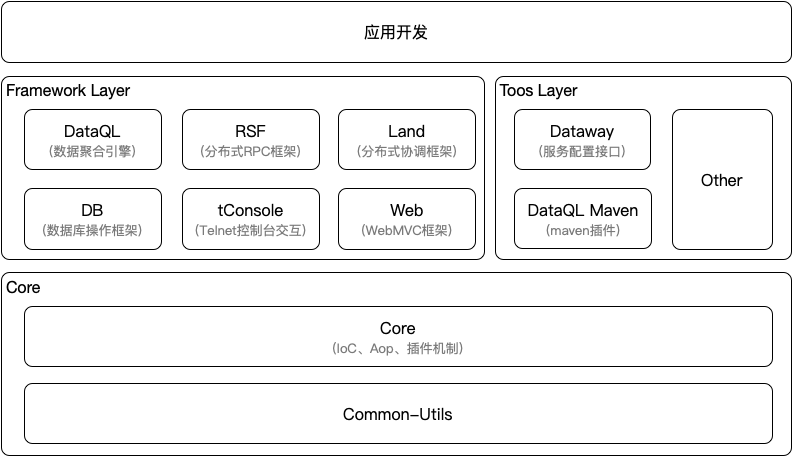 应用开发
Framework Layer
Toos Layer
DataQL
RSF
Land
Dataway
(数据聚合引擎)
(分布式RPC框架)
(分布式协调框架)
(服务配置接口)
Other
DB
tConsole
Web
DataQL Maven
(数据库操作框架)
(Telnet控制台交互)
(WebMVC框架)
(maven插件)
Core
Core
(IoC、Aop、插件机制)
Common-Utils